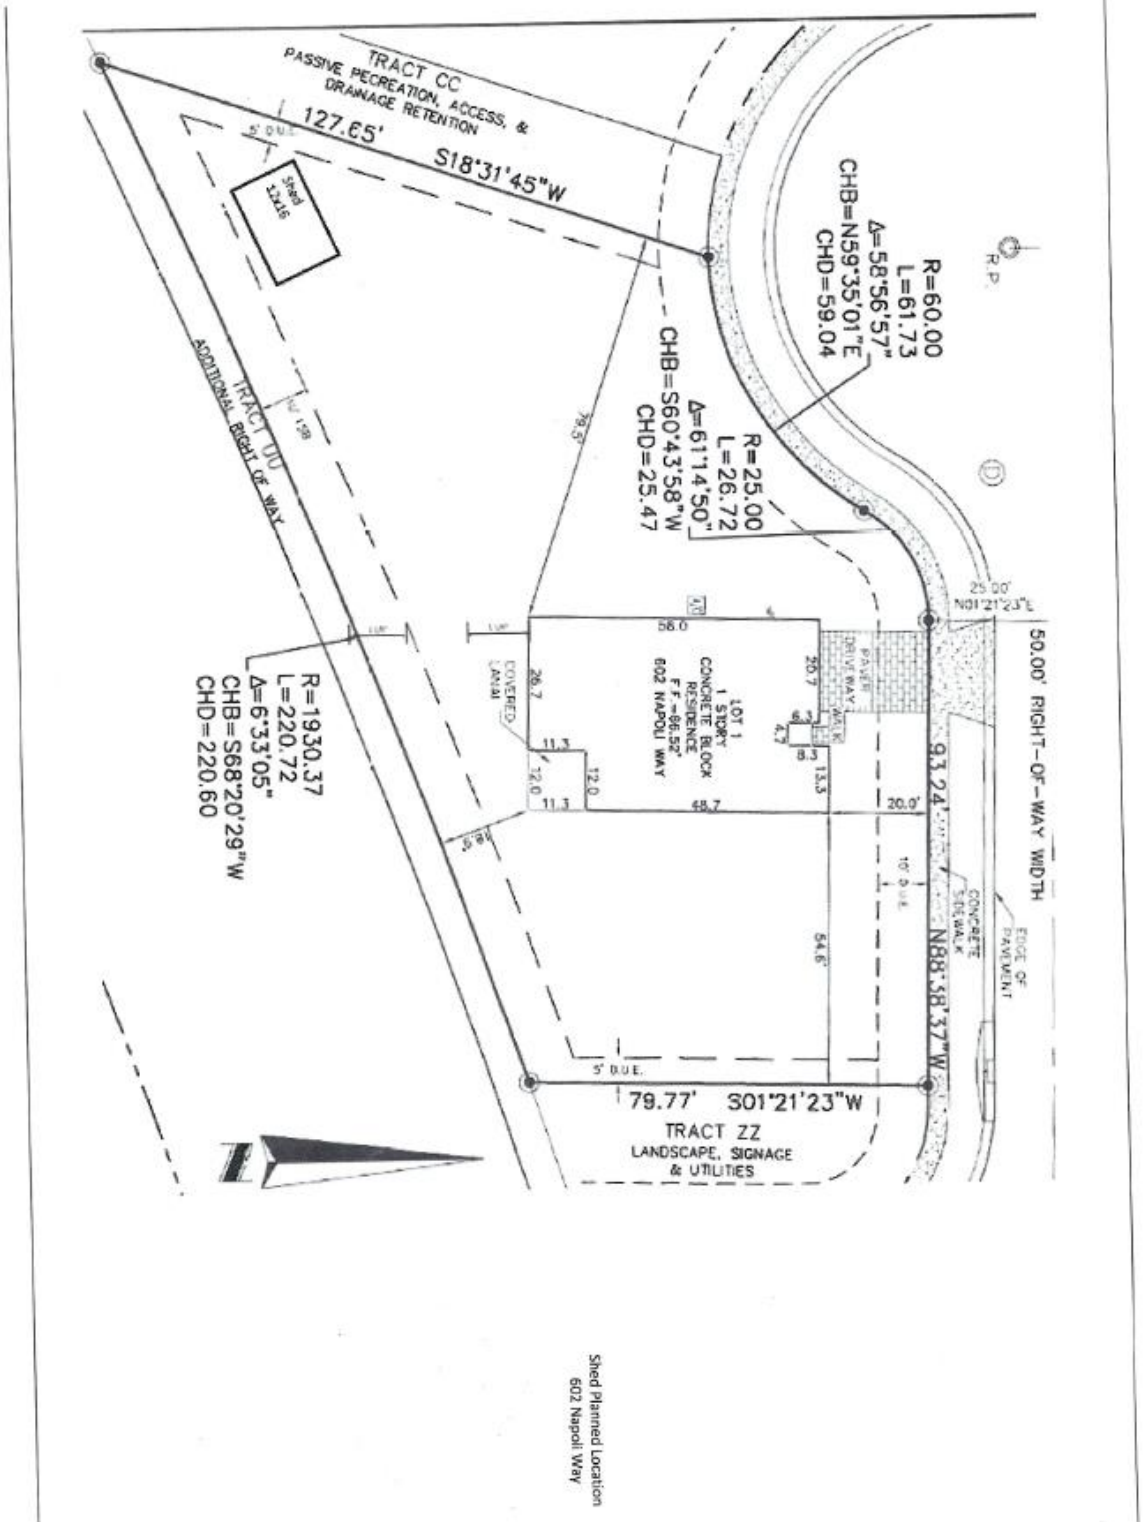 TRACT CC
PASSIVE PECREATION, ACCESS, &
DRAINAGE RETENTION
127.65'
S18°31'45"W
5' D.U.E.
Shed
12x16
R.P.
R=60.00
L=61.73
Δ=58°56'57"
CHB=N59°35'01"E
CHD=59.04
R=25.00
L=26.72
Δ=61°14'50"
CHB=S60°43'58"W
CHD=25.47
D
79.5'
TRACT UU
ADDITIONAL RIGHT OF WAY
25.00'
N01°21'23"E
50.00' RIGHT-OF-WAY WIDTH
A/C
58.0
LOT 1
1 STORY
CONCRETE BLOCK
RESIDENCE
F.F.=86.52'
602 NAPOLI WAY
20.7
PAVER
DRIVEWAY
WALK
4.7
8.3
13.3
26.7
COVERED
LANAI
11.3
12.0
12.0
11.3
48.7
20.0'
93.24'
N88°38'37"W
10' D.U.E.
CONCRETE
SIDEWALK
EDGE OF
PAVEMENT
54.6'
R=1930.37
L=220.72
Δ=6°33'05"
CHB=S68°20'29"W
CHD=220.60
5' D.U.E.
79.77'
S01°21'23"W
TRACT ZZ
LANDSCAPE, SIGNAGE
& UTILITIES
Shed Planned Location
602 Napoli Way